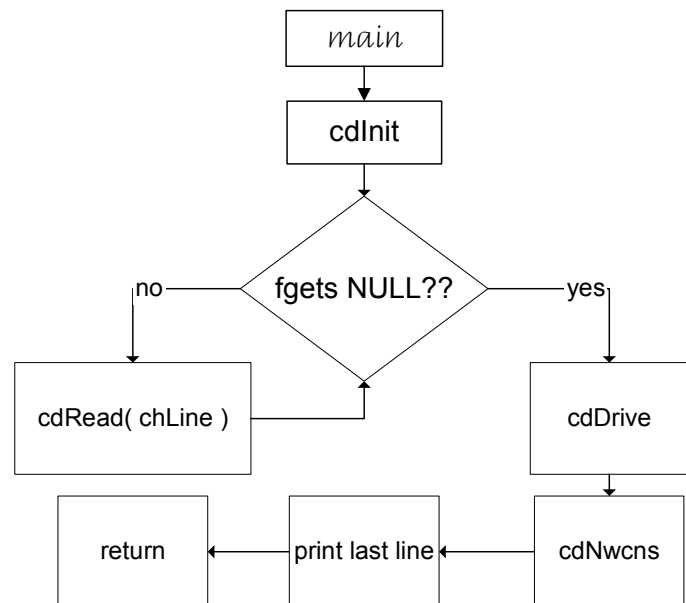 main
cdInit
fgets NULL??
no
yes
cdRead( chLine )
cdDrive
return
print last line
cdNwcns